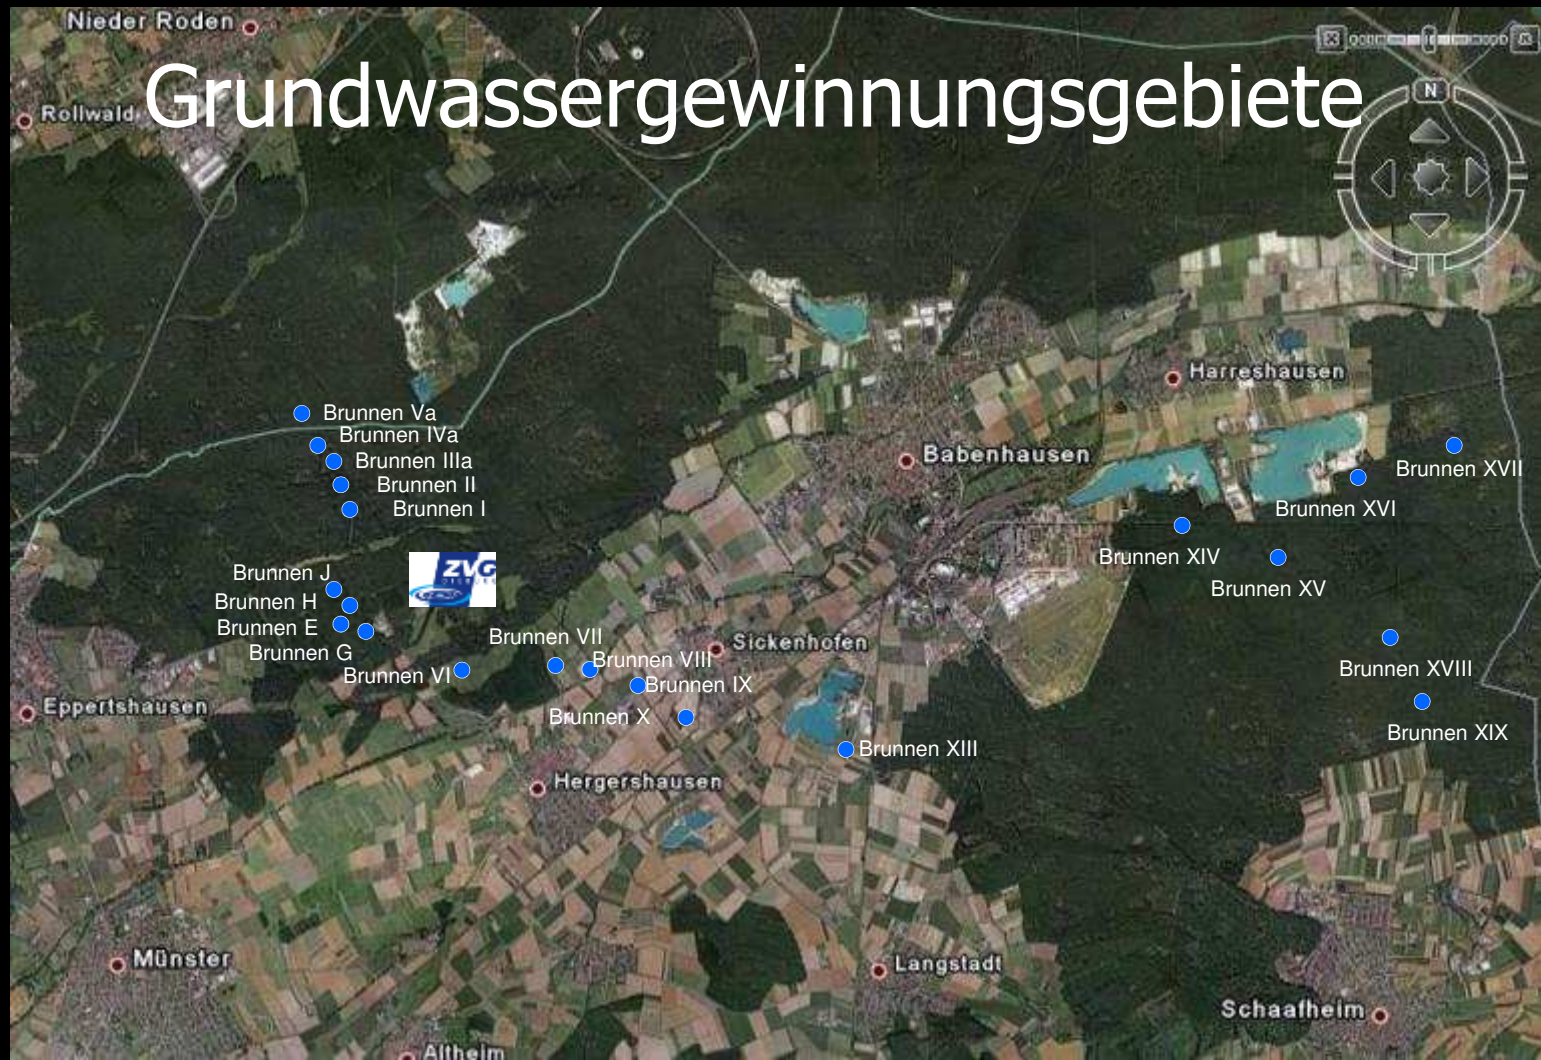 Nieder Roden
Rollwald
Grundwassergewinnungsgebiete
N
Harreshausen
Babenhausen
Brunnen Va
Brunnen IVa
Brunnen IIIa
Brunnen II
Brunnen I
Brunnen XVII
Brunnen XVI
Brunnen XIV
Brunnen XV
Brunnen J
Brunnen H
Brunnen E
Brunnen G
ZVG
Brunnen VI
Brunnen VII
Brunnen VIII
Sickenhofen
Brunnen IX
Brunnen X
Brunnen XIII
Brunnen XVIII
Brunnen XIX
Eppertshausen
Hergershausen
Münster
Langstadt
Schaafheim
Altheim